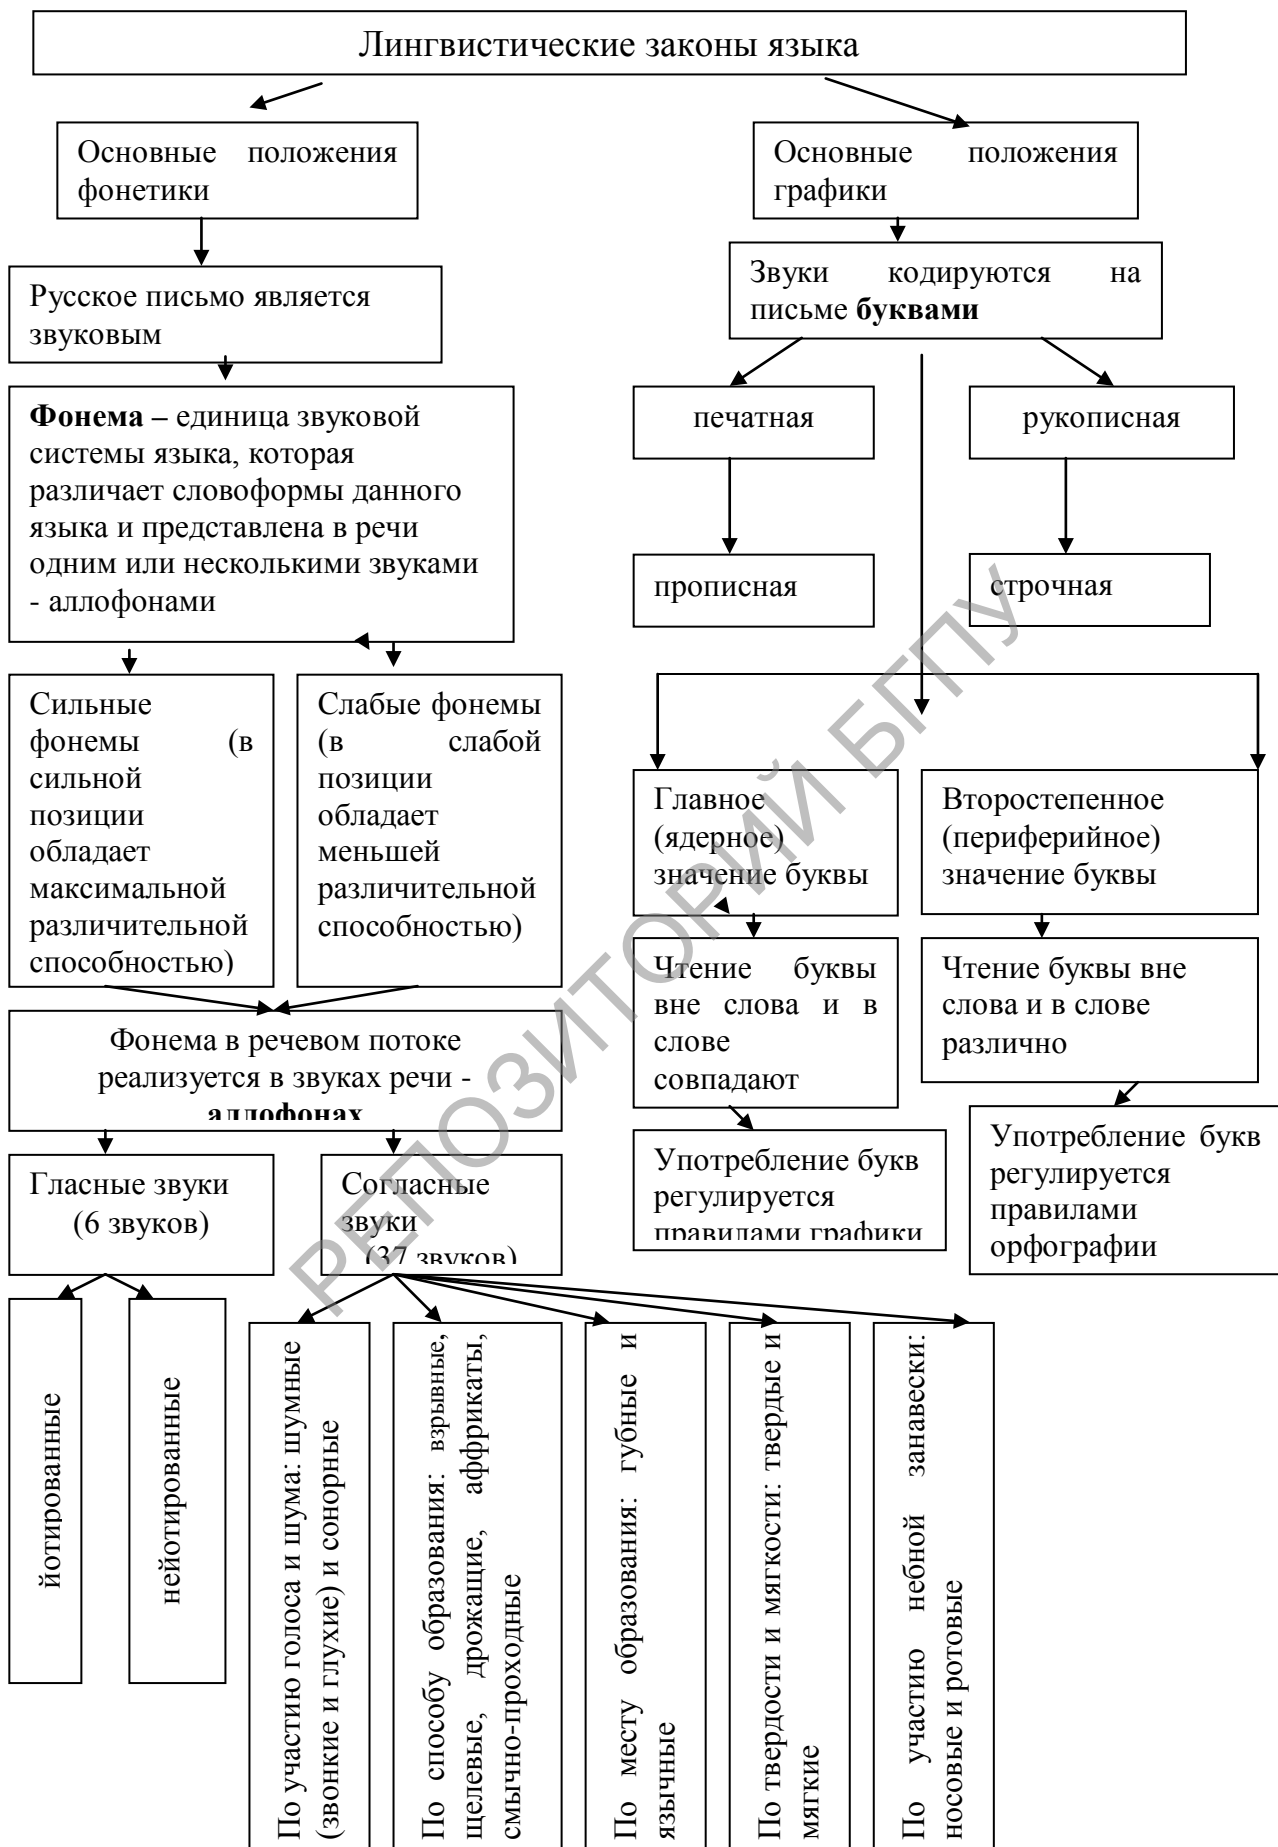 Лингвистические законы языка
Основные положения
фонетики
Русское письмо является
звуковым
Фонема – единица звуковой
системы языка, которая
различает словоформы данного
языка и представлена в речи
одним или несколькими звуками
- аллофонами
Сильные
фонемы (в
сильной
позиции
обладает
максимальной
различительной
способностью)
Слабые фонемы
(в слабой
позиции
обладает
меньшей
различительной
способностью)
Фонема в речевом потоке
реализуется в звуках речи -
аллофонах
Гласные звуки
(6 звуков)
Согласные
звуки
(37 звуков)
йотированные
нейотированные
По участию голоса и шума: шумные
(звонкие и глухие) и сонорные
По способу образования: взрывные,
щелевые, дрожащие, аффрикаты,
смычно-проходные
По месту образования: губные и
язычные
По твердости и мягкости: твердые и
мягкие
По участию небной занавески:
носовые и ротовые
Основные положения
графики
Звуки кодируются на
письме буквами
печатная
рукописная
прописная
строчная
Главное
(ядерное)
значение буквы
Второстепенное
(периферийное)
значение буквы
Чтение буквы
вне слова и в
слове
совпадают
Чтение буквы вне
слова и в слове
различно
Употребление букв
регулируется
правилами графики
Употребление букв
регулируется
правилами
орфографии
РЕПОЗИТОРИЙ БГПУ